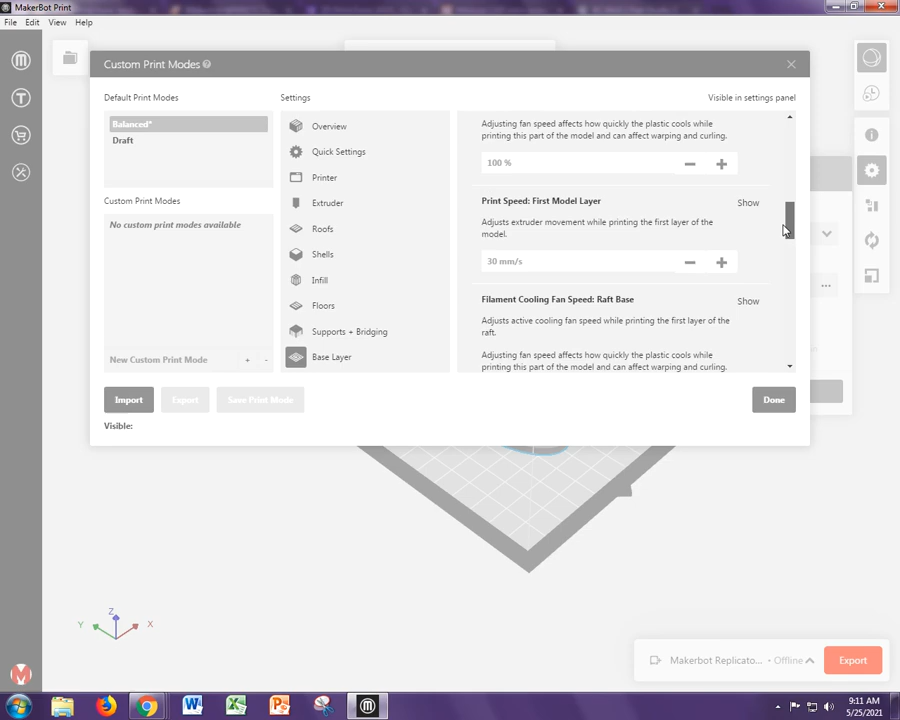 MakerBot Print
File Edit View Help
Custom Print Modes
Default Print Modes
Settings
Visible in settings panel
Balanced*
Draft
Custom Print Modes
No custom print modes available
New Custom Print Mode + -
Overview
Quick Settings
Printer
Extruder
Roofs
Shells
Infill
Floors
Supports + Bridging
Base Layer
Adjusting fan speed affects how quickly the plastic cools while
printing this part of the model and can affect warping and curling.
100 %
Print Speed: First Model Layer
Show
Adjusts extruder movement while printing the first layer of the
model.
30 mm/s
Filament Cooling Fan Speed: Raft Base
Show
Adjusts active cooling fan speed while printing the first layer of the
raft.
Adjusting fan speed affects how quickly the plastic cools while
printing this part of the model and can affect warping and curling.
Import
Export
Save Print Mode
Done
Visible:
Z
Y
X
Makerbot Replicato... • Offline
Export
9:11 AM
5/25/2021